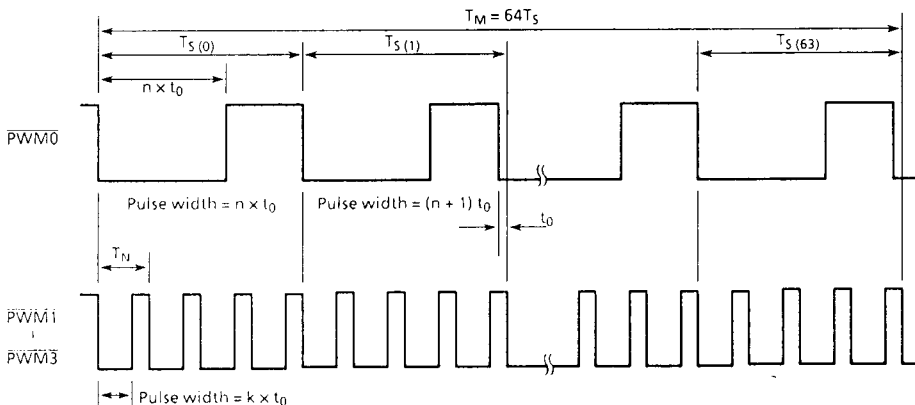 T_M = 64T_S
T_S(0) T_S(1) T_S(63)
n × t_0
PWM0
Pulse width = n × t_0 Pulse width = (n + 1) t_0
t_0
T_N
PWM1
PWM3
Pulse width = k × t_0